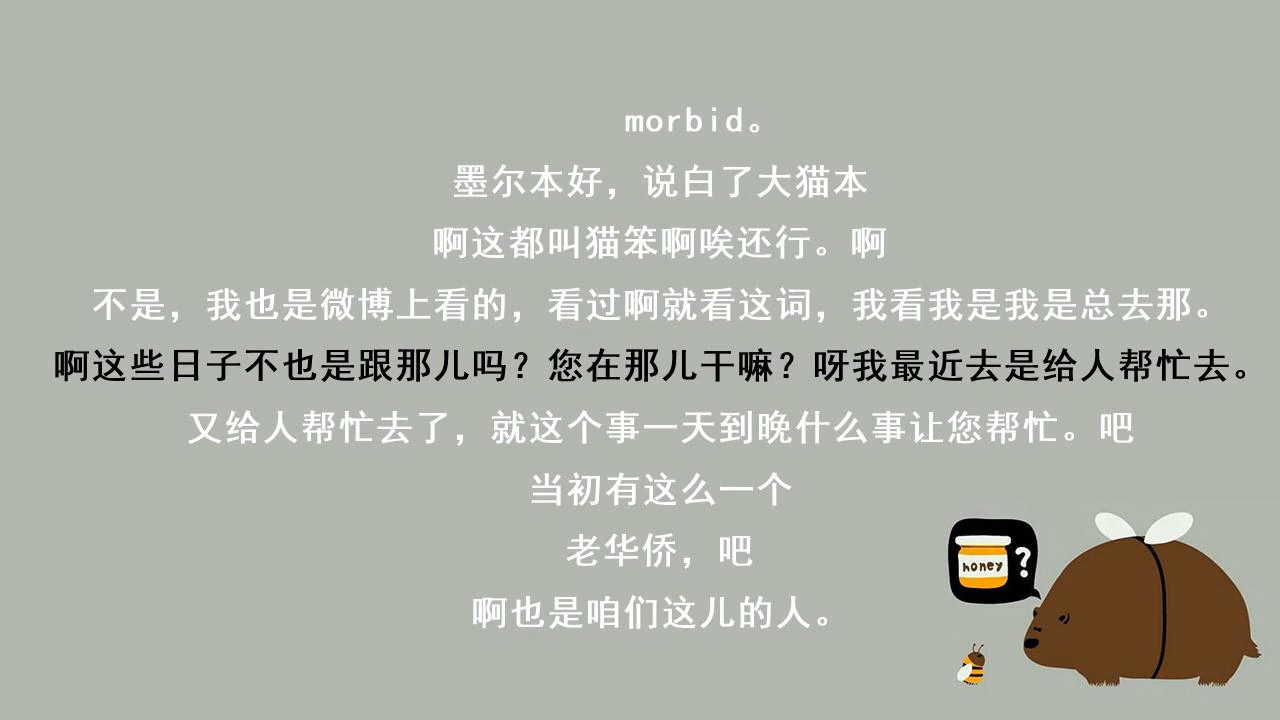 morbid。
墨尔本好，说白了大猫本
啊这都叫猫笨啊唉还行。啊
不是，我也是微博上看的，看过啊就看这词，我看我是我是总去那。
啊这些日子不也是跟那儿吗？您在那儿干嘛？呀我最近去是给人帮忙去。
又给人帮忙去了，就这个事一天到晚什么事让您帮忙。吧
当初有这么一个
老华侨，吧
啊也是咱们这儿的人。
honey
?